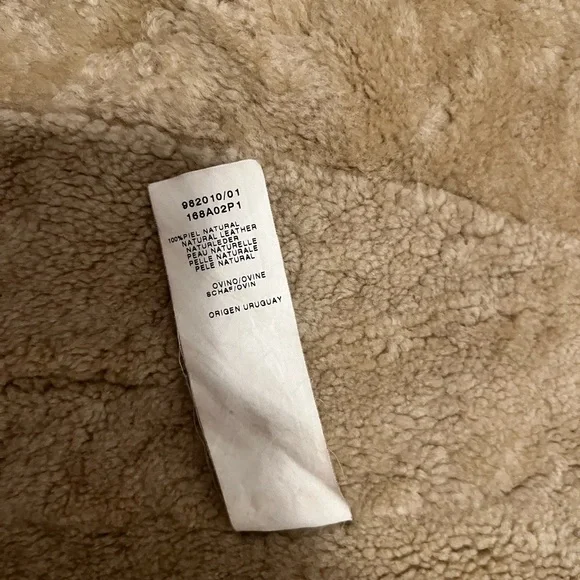 982010/01
168A02P1
100%PIEL NATURAL
NATURAL LEATHER
NATURLEDER
PEAU NATURELLE
PELLE NATURALE
PELE NATURAL
OVINO/OVINE
SCHAF/OVIN
ORIGEN URUGUAY